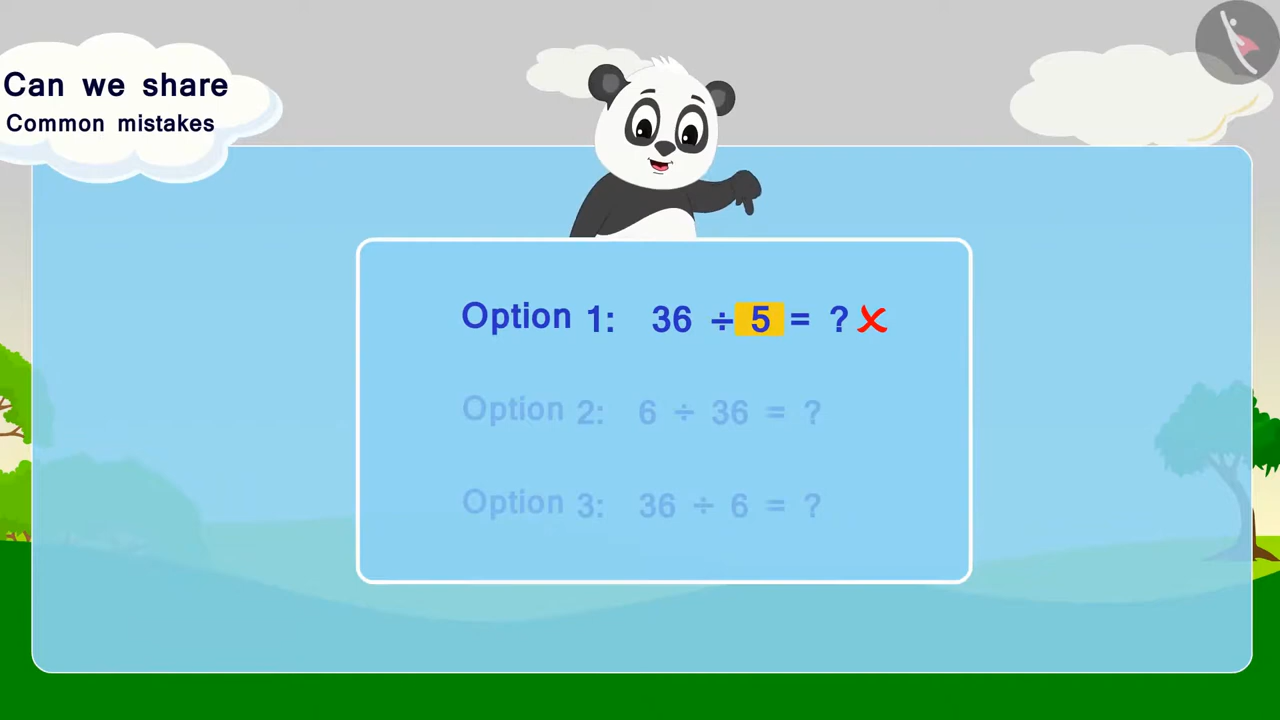 Can we share
Common mistakes
Option 1: 36 ÷ 5 = ?
Option 2: 6 ÷ 36 = ?
Option 3: 36 ÷ 6 = ?